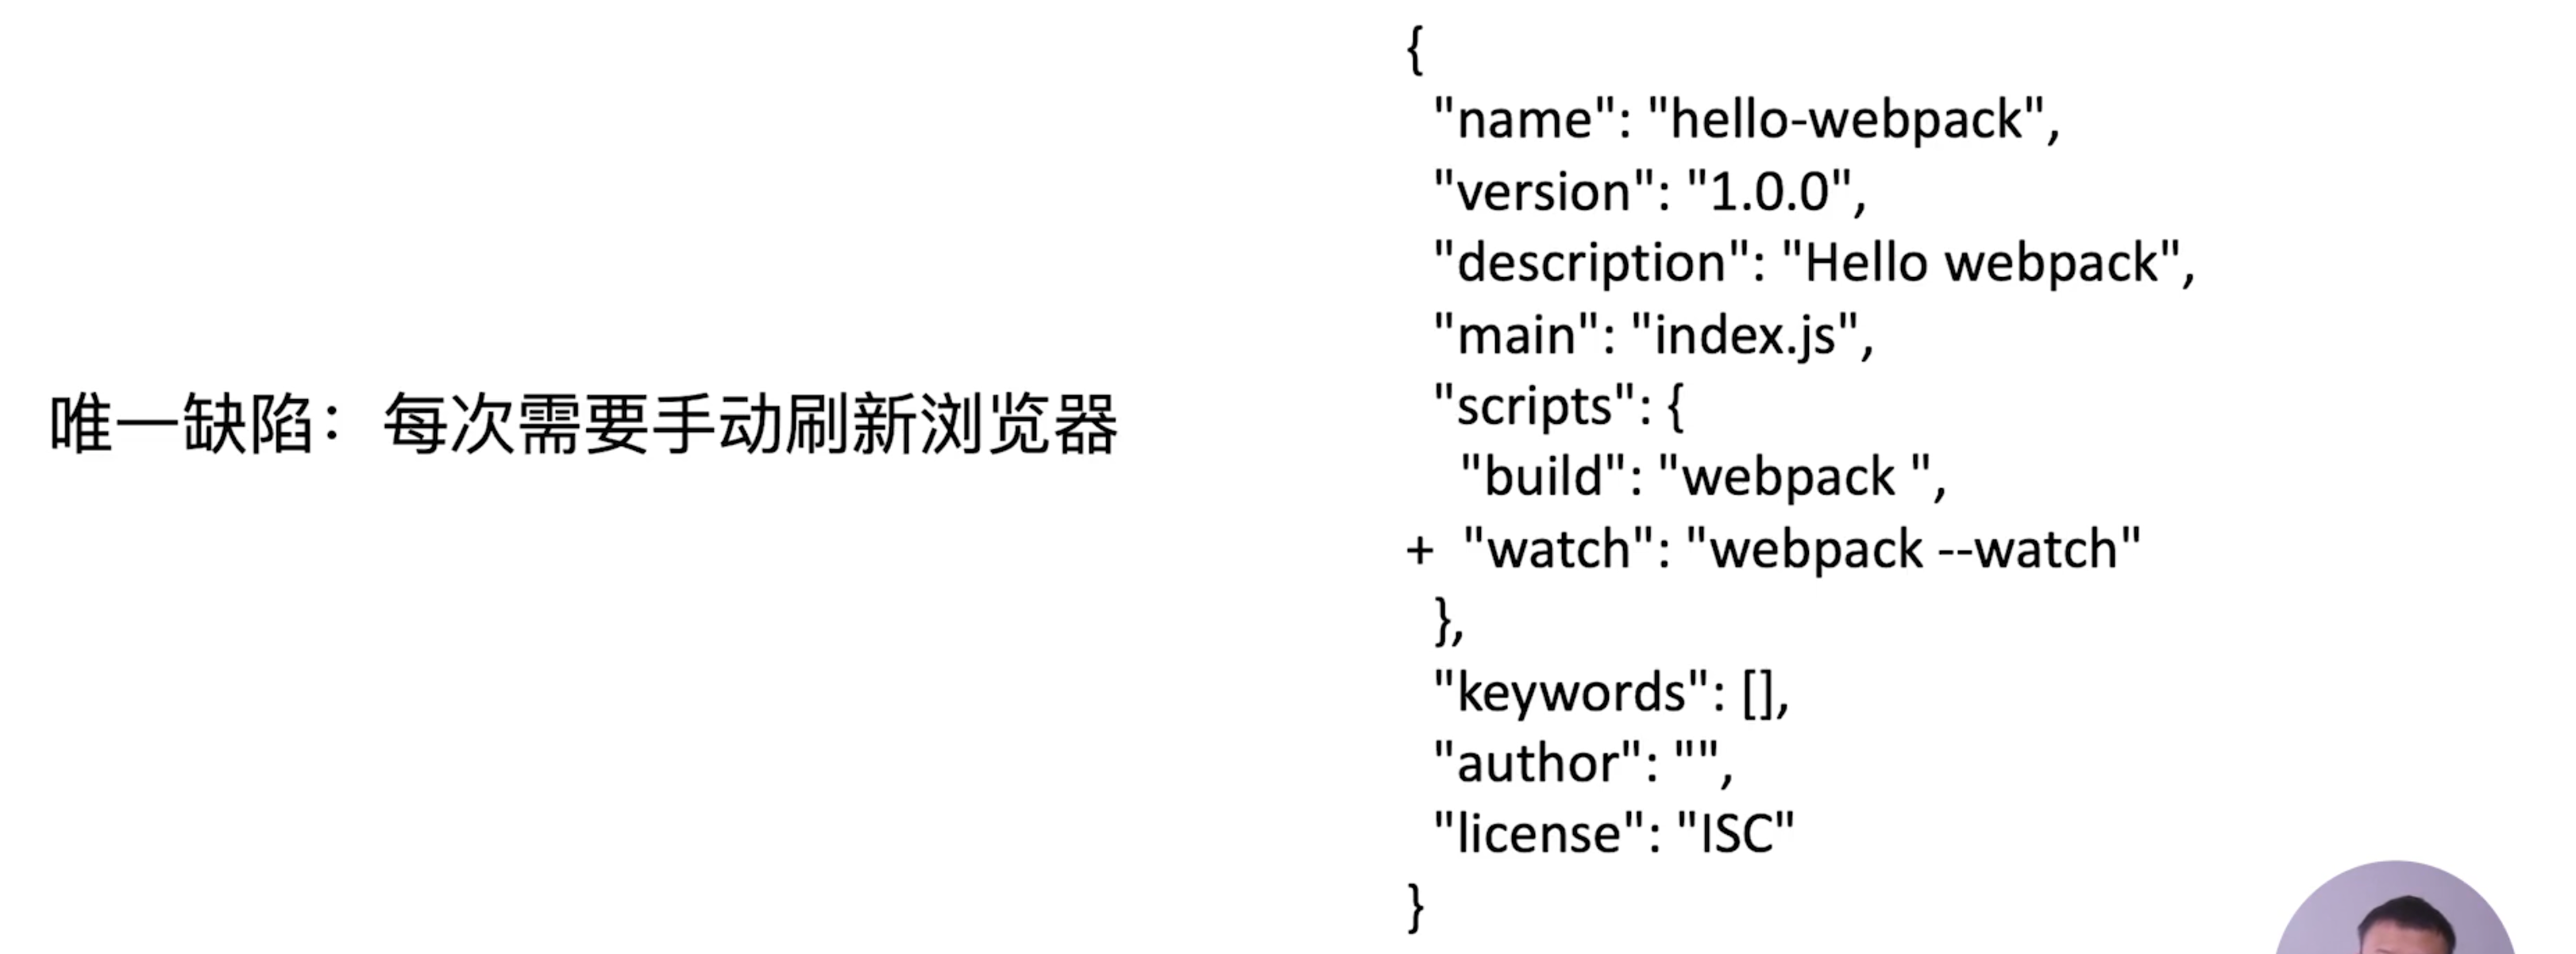 唯一缺陷：每次需要手动刷新浏览器
{
"name": "hello-webpack",
"version": "1.0.0",
"description": "Hello webpack",
"main": "index.js",
"scripts": {
"build": "webpack ",
+ "watch": "webpack --watch"
},
"keywords": [],
"author": "",
"license": "ISC"
}